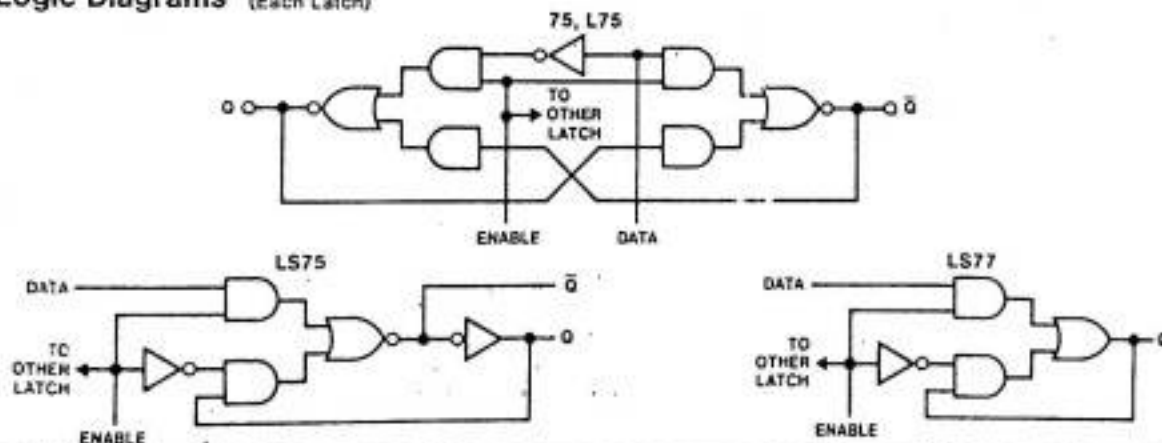 Logic Diagrams (Each Latch)
75, L75
Q
TO
OTHER
LATCH
Q̅
ENABLE
DATA
LS75
DATA
Q̅
Q
TO
OTHER
LATCH
ENABLE
LS77
DATA
TO
OTHER
LATCH
Q
ENABLE